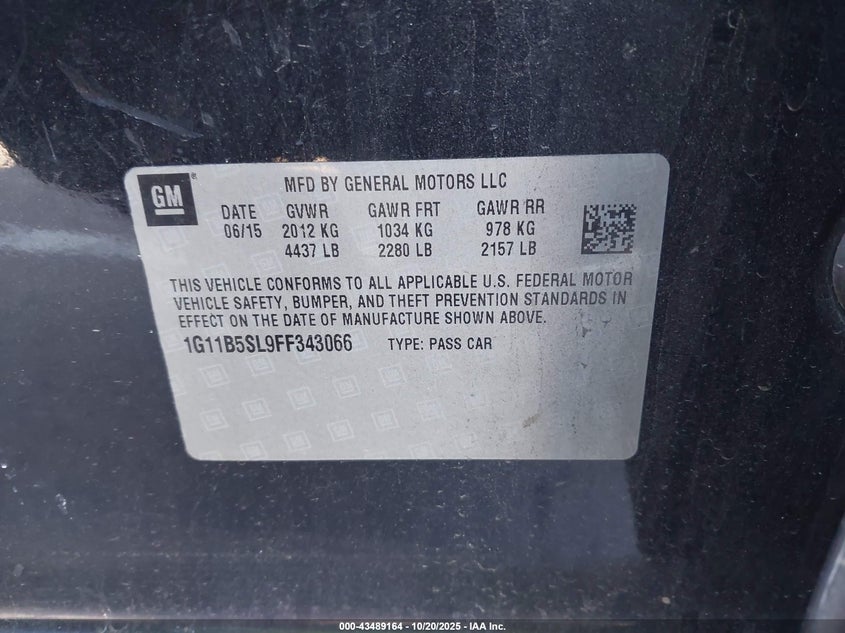 GM ®
MFD BY GENERAL MOTORS LLC
DATE GVWR GAWR FRT GAWR RR
06/15 2012 KG 1034 KG 978 KG
4437 LB 2280 LB 2157 LB
THIS VEHICLE CONFORMS TO ALL APPLICABLE U.S. FEDERAL MOTOR
VEHICLE SAFETY, BUMPER, AND THEFT PREVENTION STANDARDS IN
EFFECT ON THE DATE OF MANUFACTURE SHOWN ABOVE.
1G11B5SL9FF343066 TYPE: PASS CAR
000-43489164 - 10/20/2025 - IAA Inc.